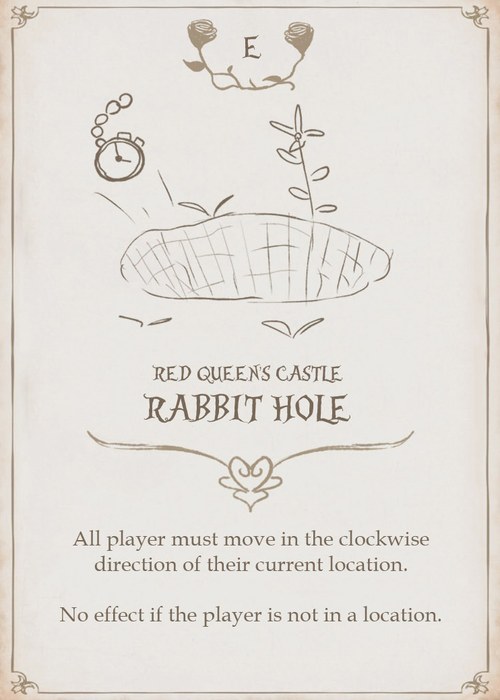 E
RED QUEEN'S CASTLE
RABBIT HOLE
All player must move in the clockwise
direction of their current location.
No effect if the player is not in a location.